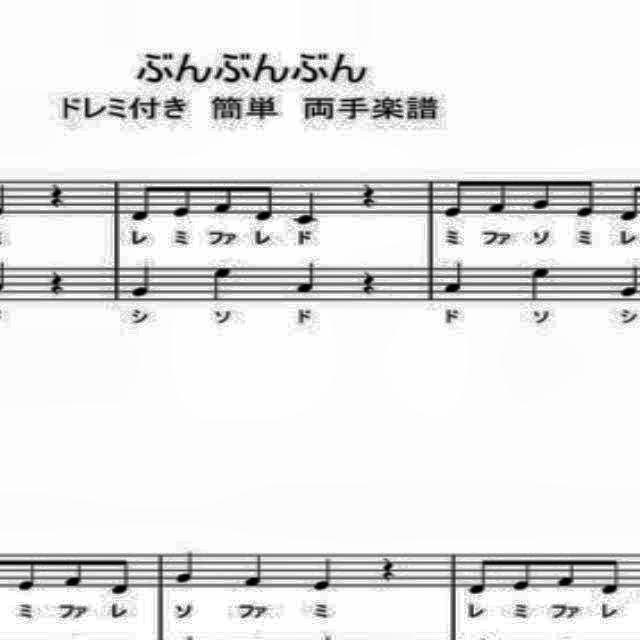 ぶんぶんぶん
ドレミ付き 簡単 両手楽譜
レ ミ ファ レ ド ミ ファ ソ ミ レ
シ ソ ド ド ソ シ
ミ ファ レ ソ ファ ミ レ ミ ファ レ